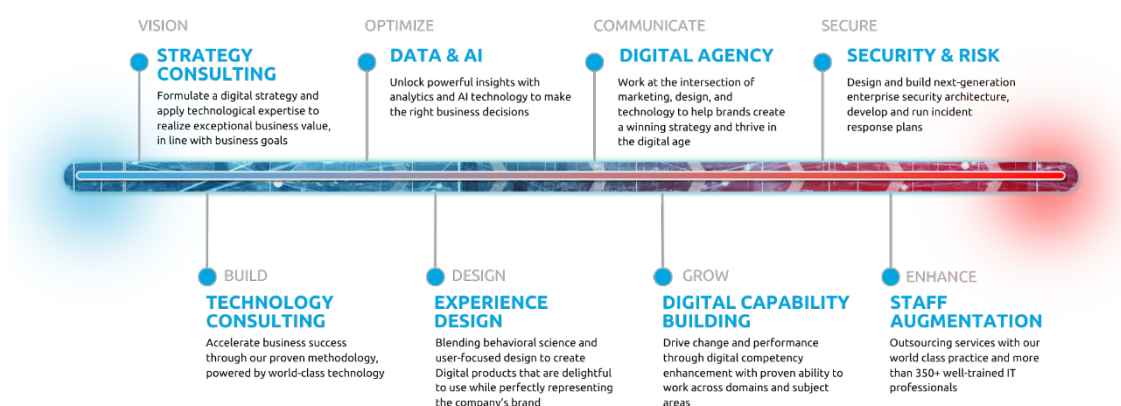 VISION
STRATEGY
CONSULTING
Formulate a digital strategy and
apply technological expertise to
realize exceptional business value,
in line with business goals
OPTIMIZE
DATA & AI
Unlock powerful insights with
analytics and AI technology to make
the right business decisions
COMMUNICATE
DIGITAL AGENCY
Work at the intersection of
marketing, design, and
technology to help brands create
a winning strategy and thrive in
the digital age
SECURE
SECURITY & RISK
Design and build next-generation
enterprise security architecture,
develop and run incident
response plans
BUILD
TECHNOLOGY
CONSULTING
Accelerate business success
through our proven methodology,
powered by world-class technology
DESIGN
EXPERIENCE
DESIGN
Blending behavioral science and
user-focused design to create
Digital products that are delightful
to use while perfectly representing
the company's brand
GROW
DIGITAL CAPABILITY
BUILDING
Drive change and performance
through digital competency
enhancement with proven ability to
work across domains and subject
areas
ENHANCE
STAFF
AUGMENTATION
Outsourcing services with our
world class practice and more
than 350+ well-trained IT
professionals